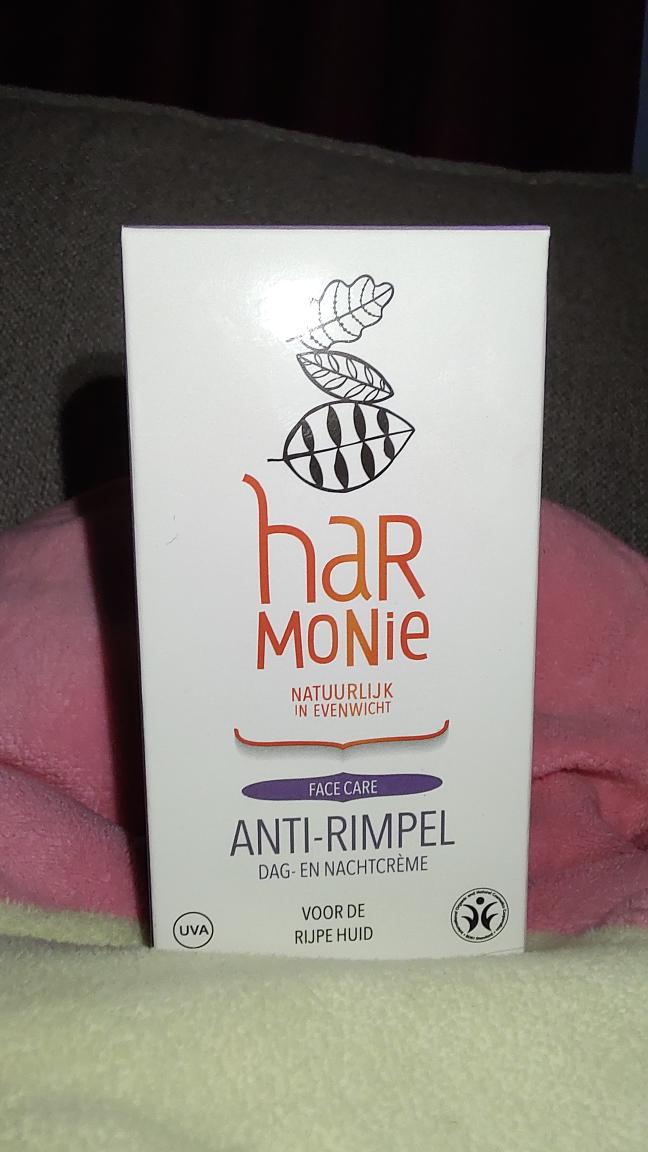 har
MONie
NATUURLIJK
IN EVENWICHT
FACE CARE
ANTI-RIMPEL
DAG- EN NACHTCRÈME
VOOR DE
RIJPE HUID
UVA